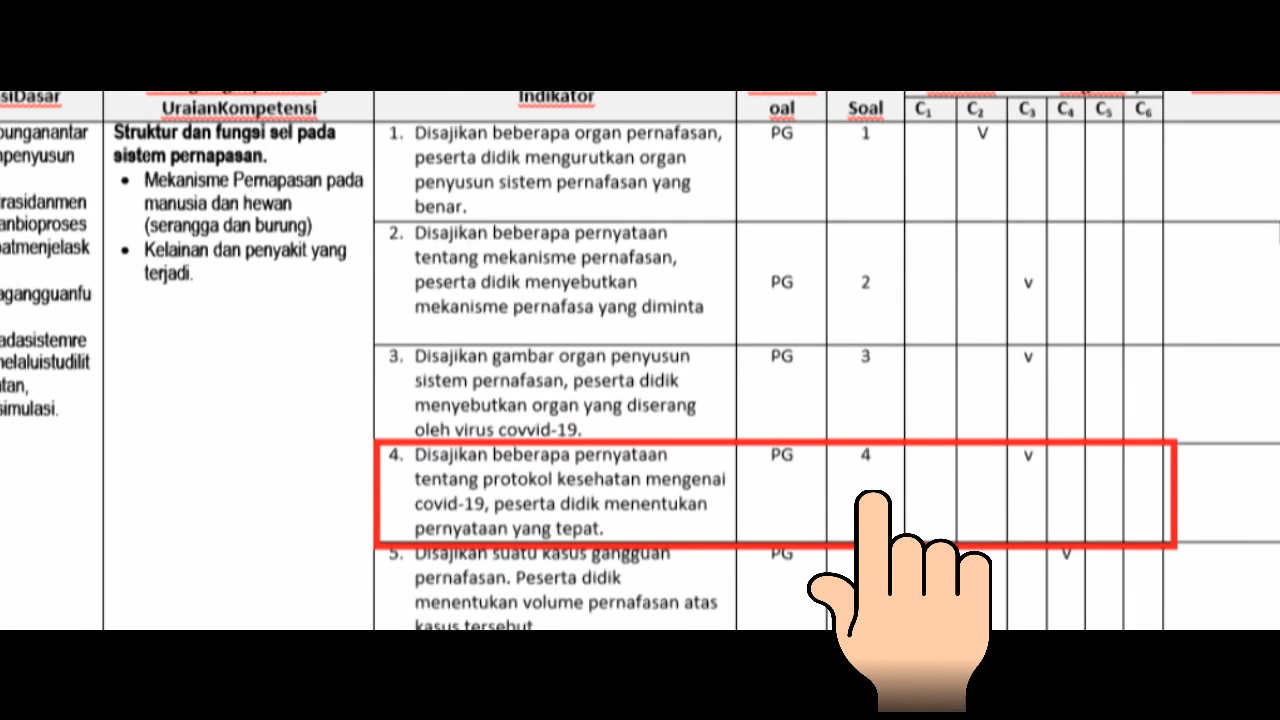 siDasar
UraianKompetensi
Indikator
oal
Soal
C1 C2 C3 C4 C5 C6
ounganantar
npenyusun
irasidanmen
anbioproses
patmenjelask
agangguanfu
adasistemre
nelaluistudilit
atan,
simulasi.
Struktur dan fungsi sel pada
sistem pernapasan.
• Mekanisme Pernapasan pada
manusia dan hewan
(serangga dan burung)
• Kelainan dan penyakit yang
terjadi.
1. Disajikan beberapa organ pernafasan,
peserta didik mengurutkan organ
penyusun sistem pernafasan yang
benar.
PG 1 V
2. Disajikan beberapa pernyataan
tentang mekanisme pernafasan,
peserta didik menyebutkan
mekanisme pernafasa yang diminta
PG 2 v
3. Disajikan gambar organ penyusun
sistem pernafasan, peserta didik
menyebutkan organ yang diserang
oleh virus covvid-19.
PG 3 v
4. Disajikan beberapa pernyataan
tentang protokol kesehatan mengenai
covid-19, peserta didik menentukan
pernyataan yang tepat.
PG 4 v
5. Disajikan suatu kasus gangguan
pernafasan. Peserta didik
menentukan volume pernafasan atas
kasus tersebut
PG V